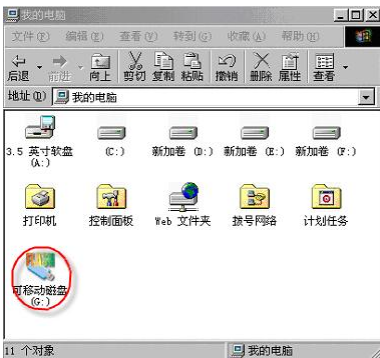 我的电脑
文件(F) 编辑(E) 查看(V) 转到(G) 收藏(A) 帮助(H)
后退 前进 向上 剪切 复制 粘贴 撤销 删除 属性 查看
地址(D) 我的电脑
3.5 英寸软盘 (C:) 新加卷 (D:) 新加卷 (E:) 新加卷 (F:)
(A:)
打印机 控制面板 Web 文件夹 拨号网络 计划任务
可移动磁盘
(G:)
11 个对象 我的电脑